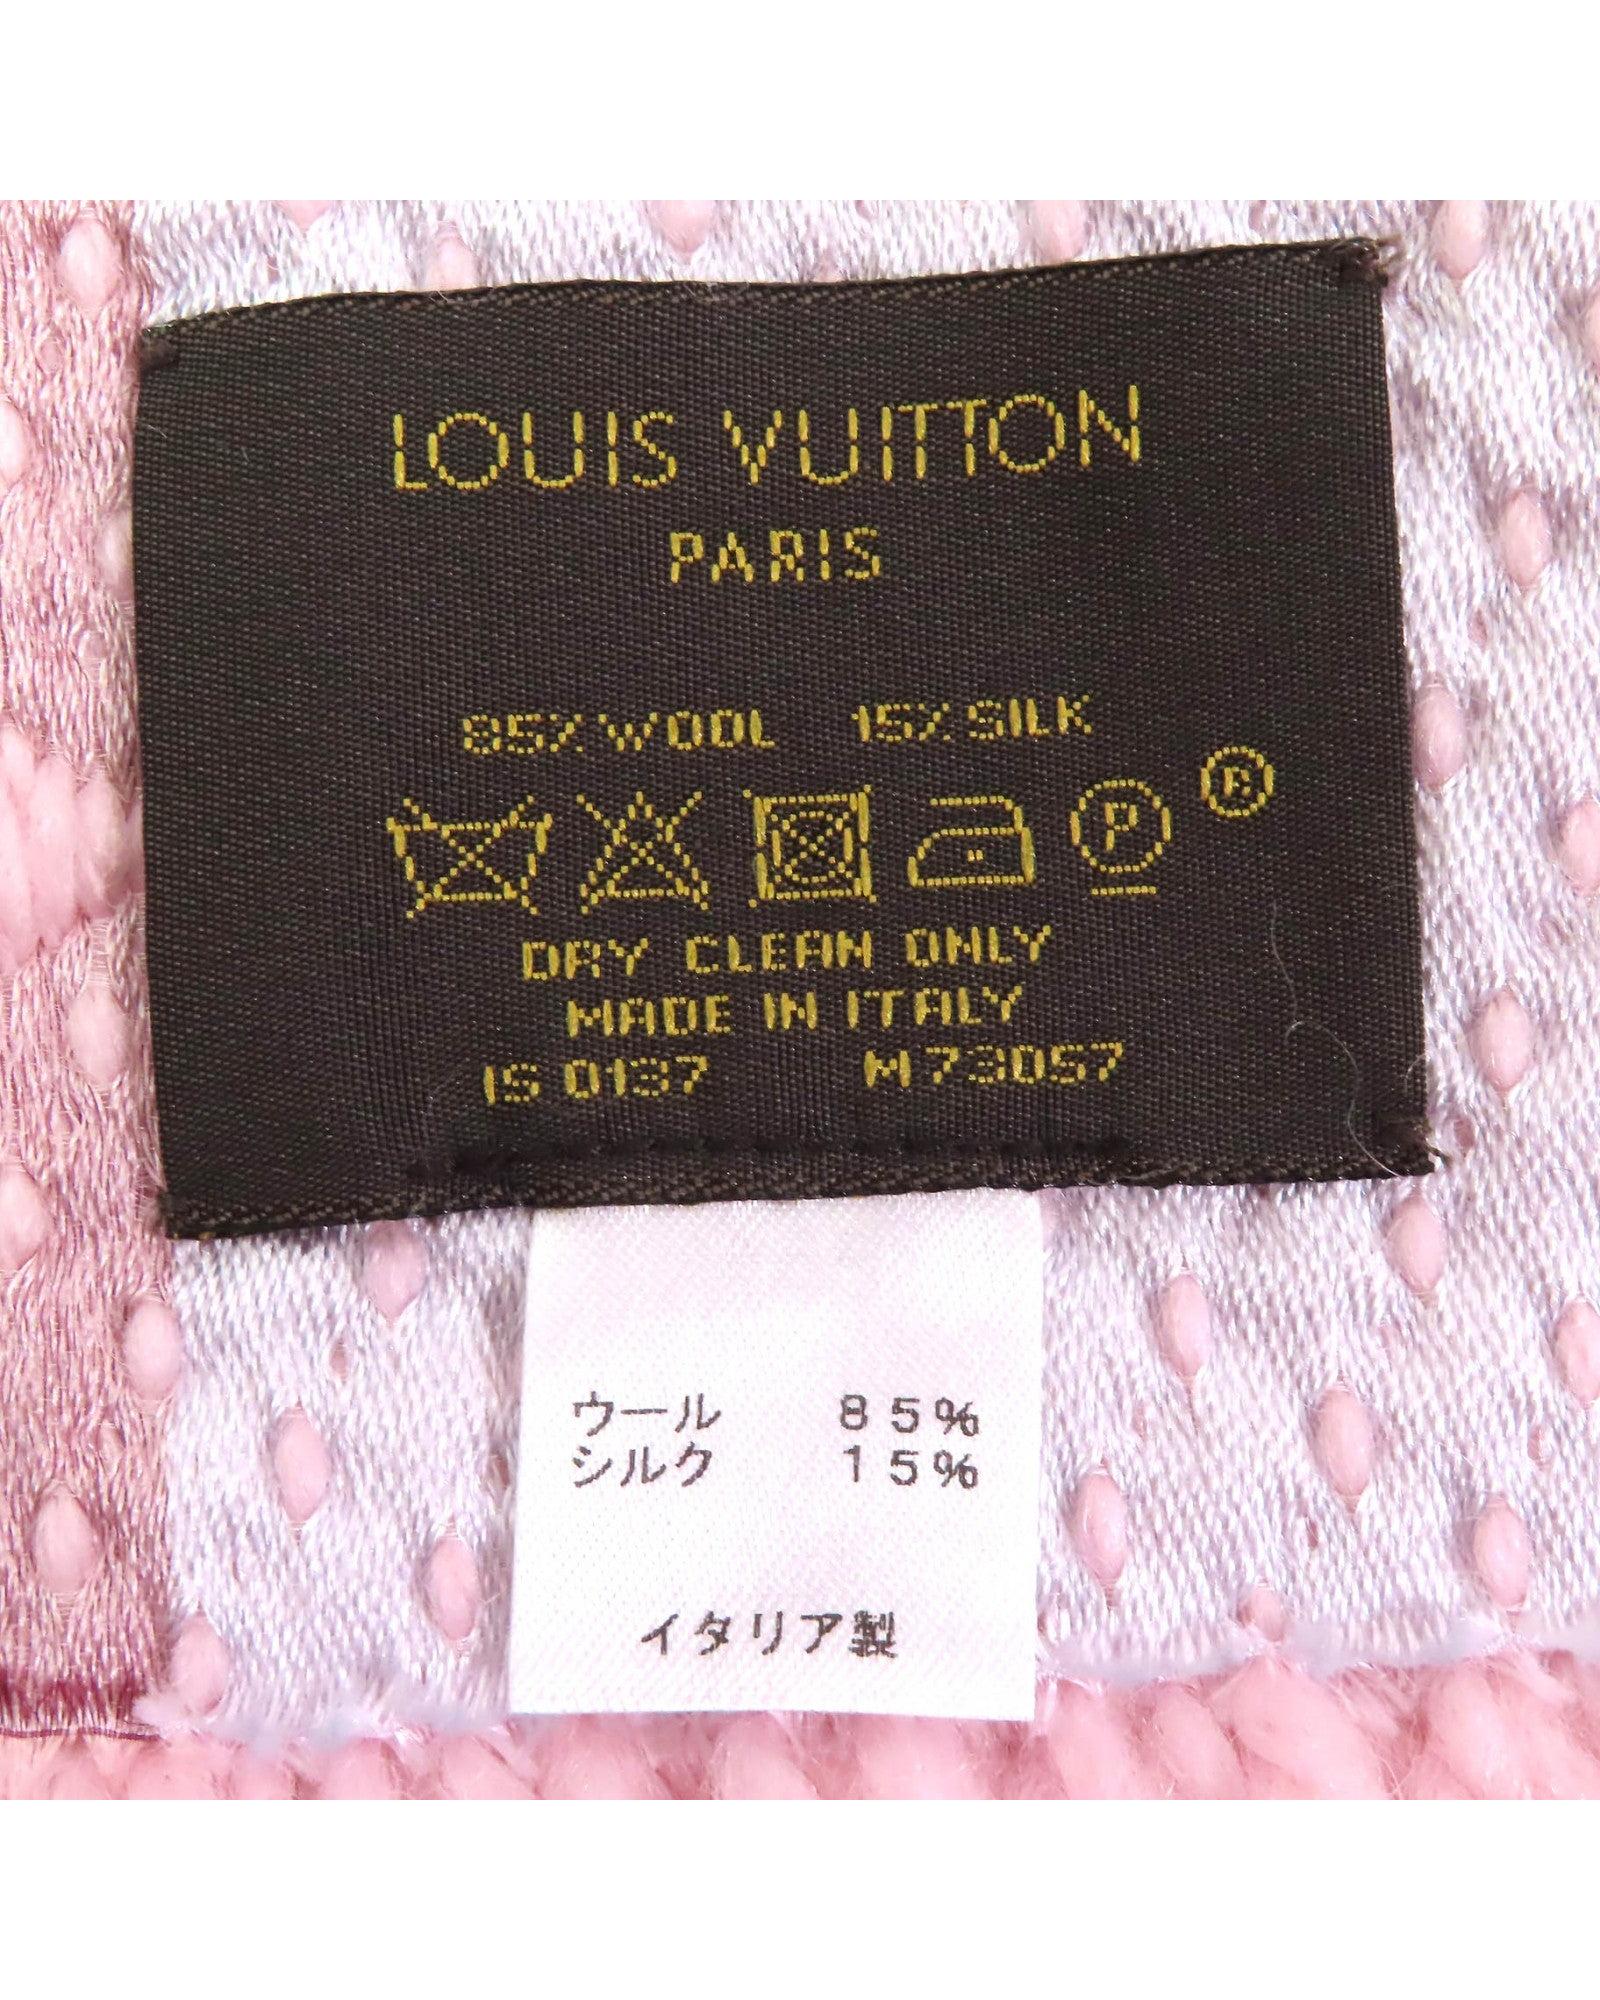 LOUIS VUITTON
PARIS
85% WOOL 15% SILK
P ®
DRY CLEAN ONLY
MADE IN ITALY
IS 0137 M73057
ウール 85%
シルク 15%
イタリア製